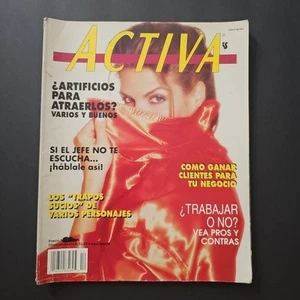 ACTIVA
¿ARTIFICIOS
PARA
ATRAERLOS?
VARIOS Y BUENOS
SI EL JEFE NO TE
ESCUCHA...
¡háblale así!
LOS "TRAPOS
SUCIOS" DE
VARIOS PERSONAJES
COMO GANAR
CLIENTES PARA
TU NEGOCIO
¿TRABAJAR
O NO?
VEA PROS Y
CONTRAS